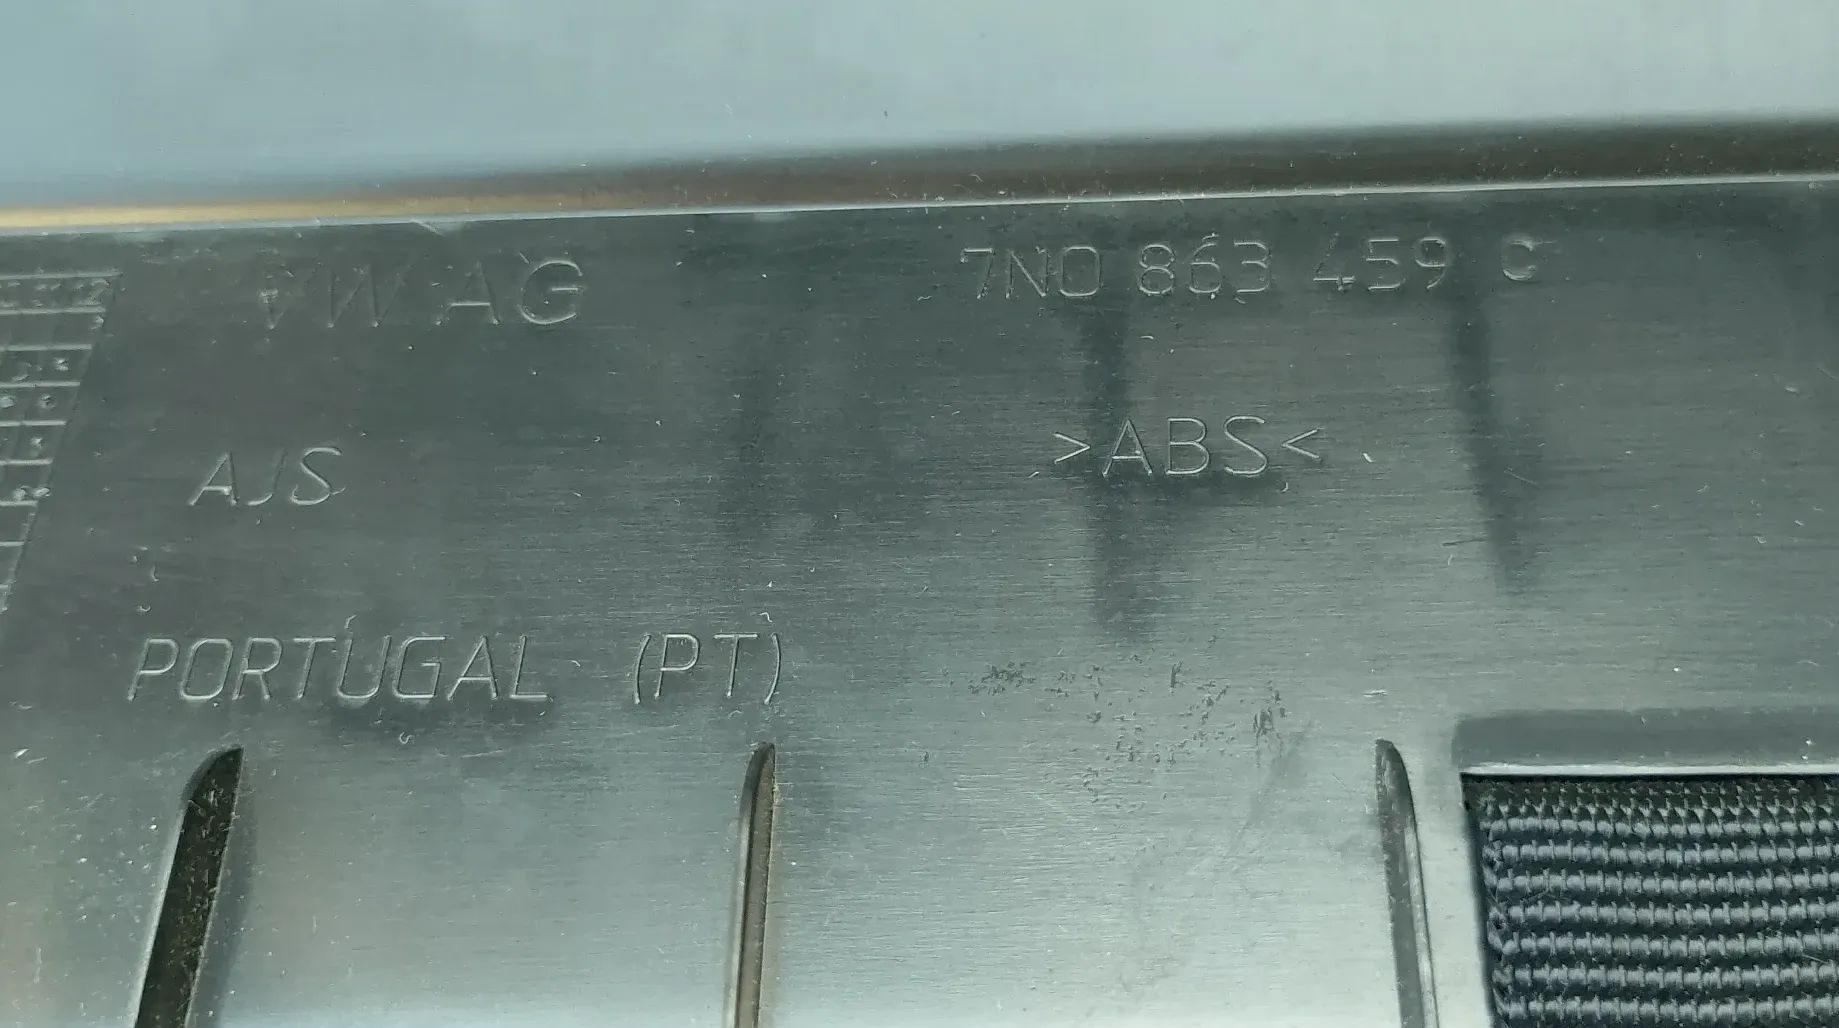 VW AG
7N0 863 459 C
>ABS<
AJS
PORTUGAL (PT)